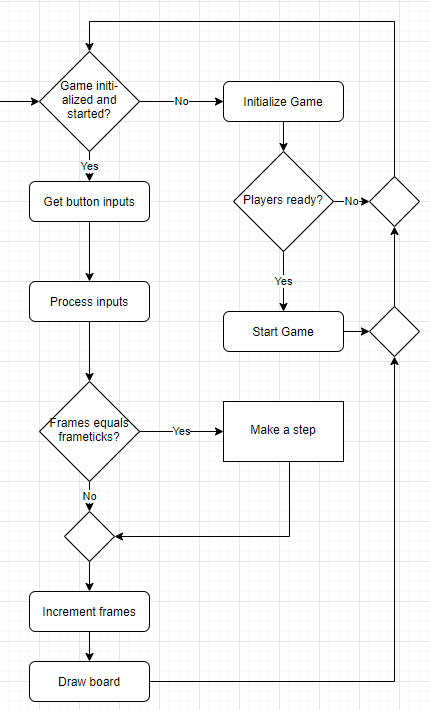 Game initi-
alized and
started?
No
Initialize Game
Yes
Get button inputs
Players ready?
No
Yes
Process inputs
Start Game
Frames equals
frameticks?
Yes
Make a step
No
Increment frames
Draw board